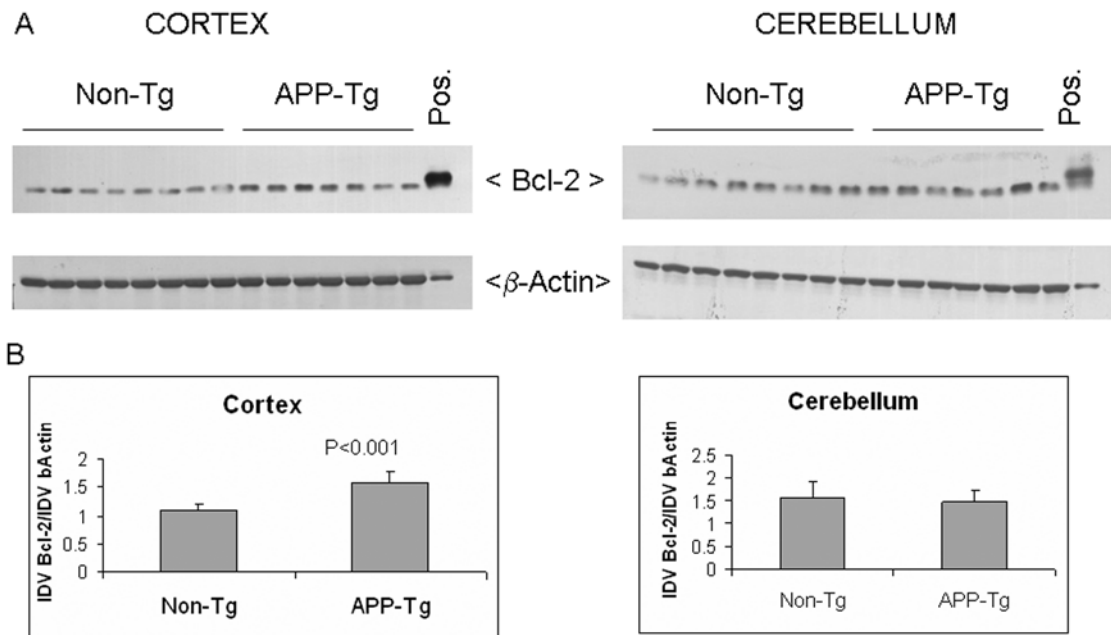 A CORTEX CEREBELLUM
Non-Tg APP-Tg Pos. Non-Tg APP-Tg Pos.
< Bcl-2 >
<β-Actin>
B
Cortex
P<0.001
IDV Bcl-2/IDV bActin
2
1.5
1
0.5
0
Non-Tg APP-Tg
Cerebellum
IDV Bcl-2/IDV bActin
2.5
2
1.5
1
0.5
0
Non-Tg APP-Tg